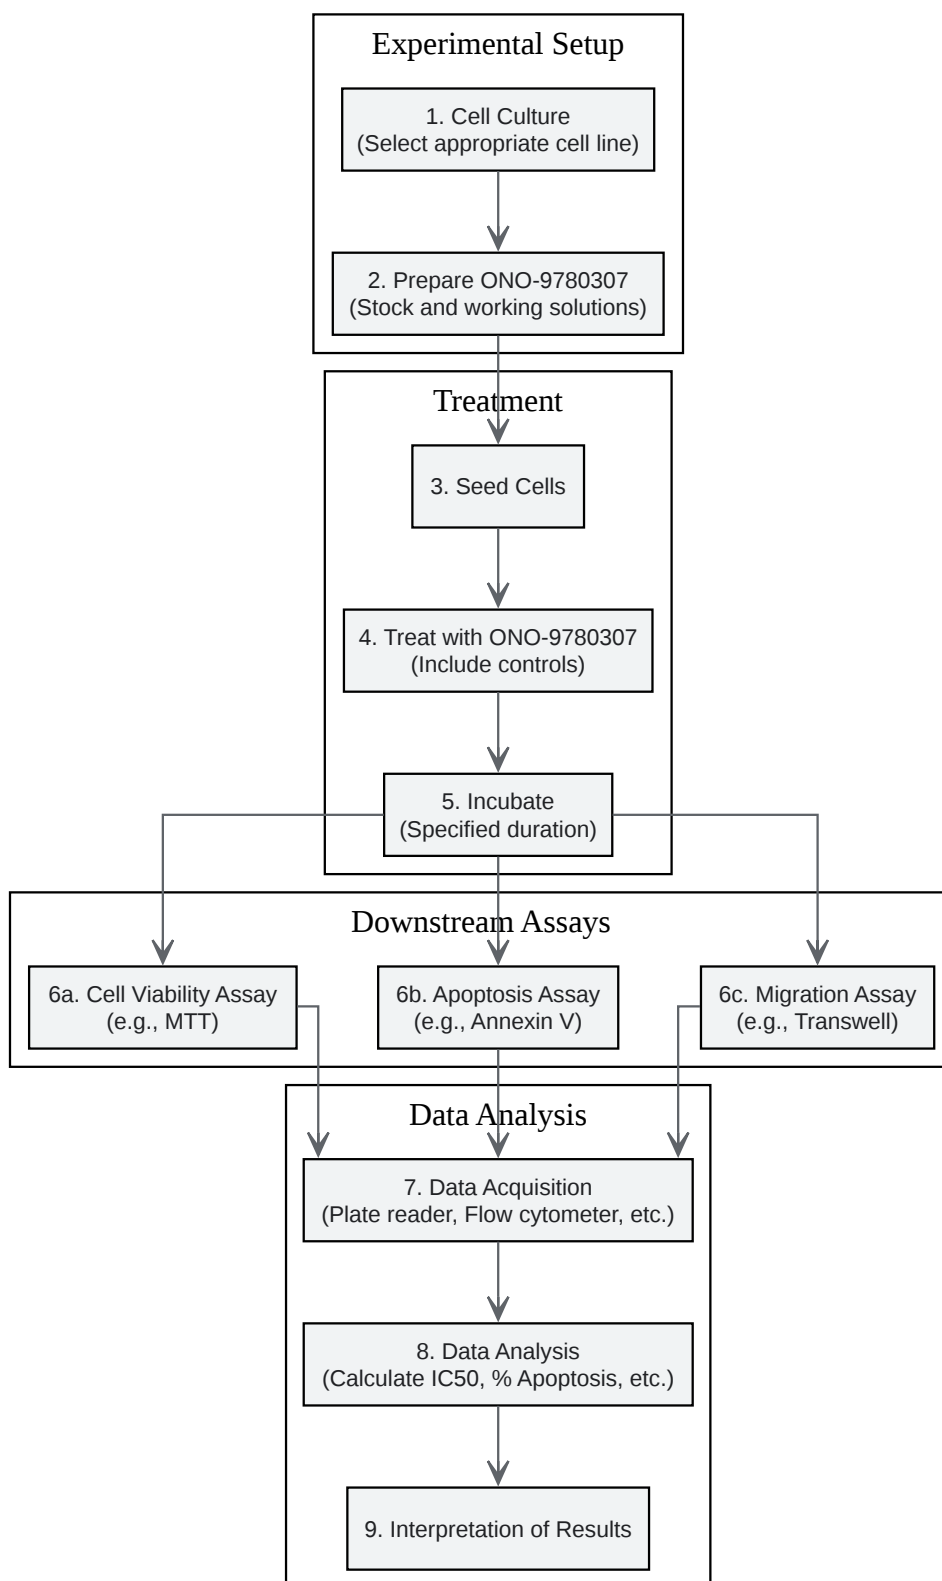 Experimental Setup
1. Cell Culture
(Select appropriate cell line)
2. Prepare ONO-9780307
(Stock and working solutions)
Treatment
3. Seed Cells
4. Treat with ONO-9780307
(Include controls)
5. Incubate
(Specified duration)
Downstream Assays
6a. Cell Viability Assay
(e.g., MTT)
6b. Apoptosis Assay
(e.g., Annexin V)
6c. Migration Assay
(e.g., Transwell)
Data Analysis
7. Data Acquisition
(Plate reader, Flow cytometer, etc.)
8. Data Analysis
(Calculate IC50, % Apoptosis, etc.)
9. Interpretation of Results